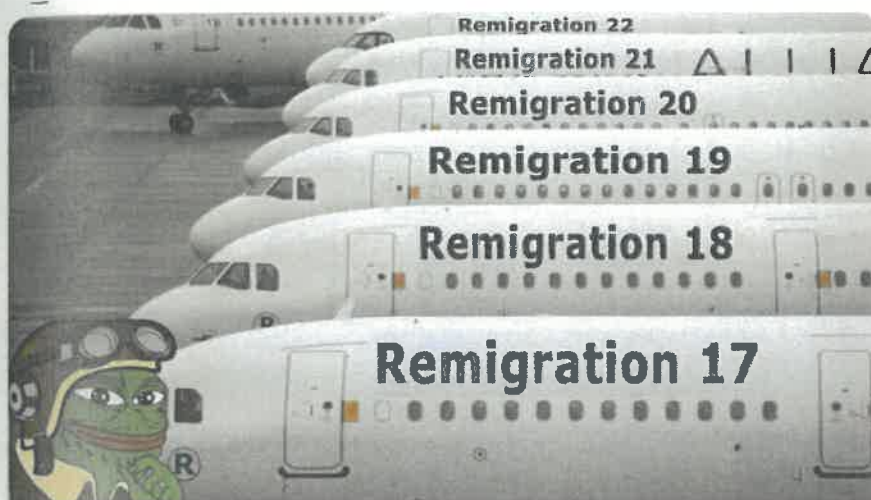 Remigration 22
Remigration 21
Remigration 20
Remigration 19
Remigration 18
R
Remigration 17
R